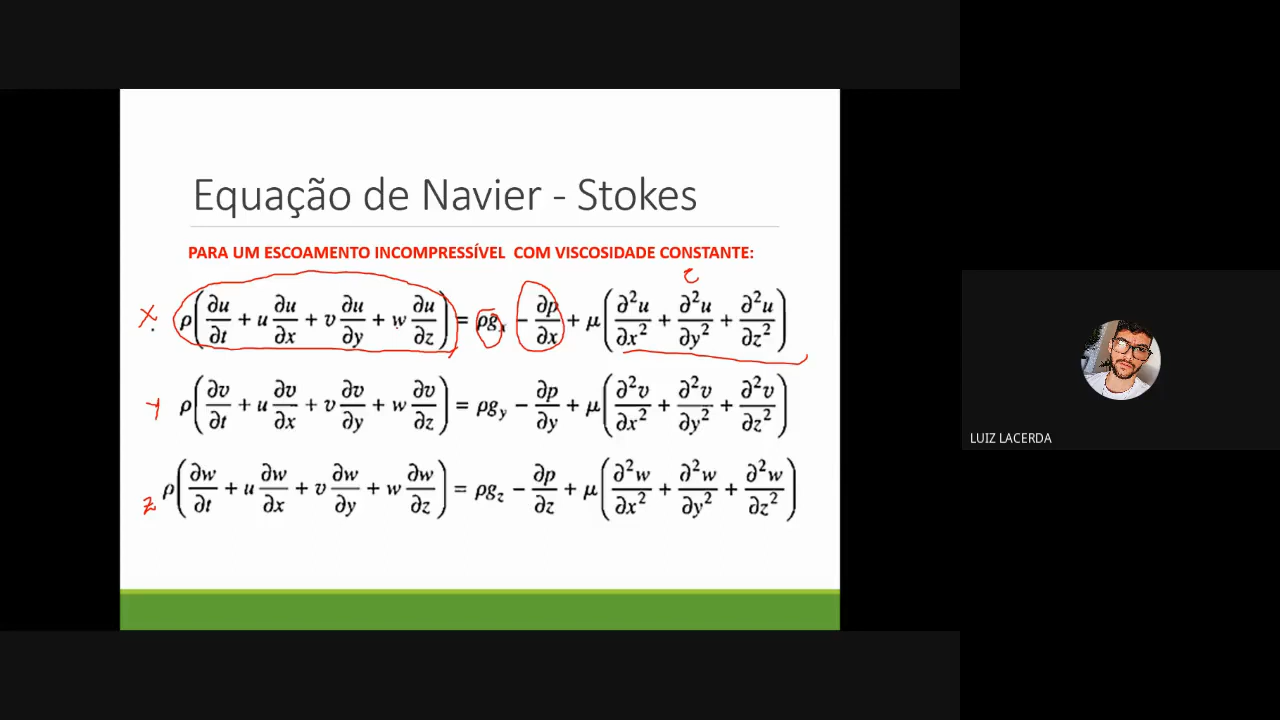 Equação de Navier - Stokes
PARA UM ESCOAMENTO INCOMPRESSÍVEL COM VISCOSIDADE CONSTANTE:
c
X ρ(∂u/∂t + u ∂u/∂x + v ∂u/∂y + w ∂u/∂z) = ρgₓ − ∂p/∂x + μ(∂²u/∂x² + ∂²u/∂y² + ∂²u/∂z²)
Y ρ(∂v/∂t + u ∂v/∂x + v ∂v/∂y + w ∂v/∂z) = ρg_y − ∂p/∂y + μ(∂²v/∂x² + ∂²v/∂y² + ∂²v/∂z²)
z ρ(∂w/∂t + u ∂w/∂x + v ∂w/∂y + w ∂w/∂z) = ρg_z − ∂p/∂z + μ(∂²w/∂x² + ∂²w/∂y² + ∂²w/∂z²)
LUIZ LACERDA